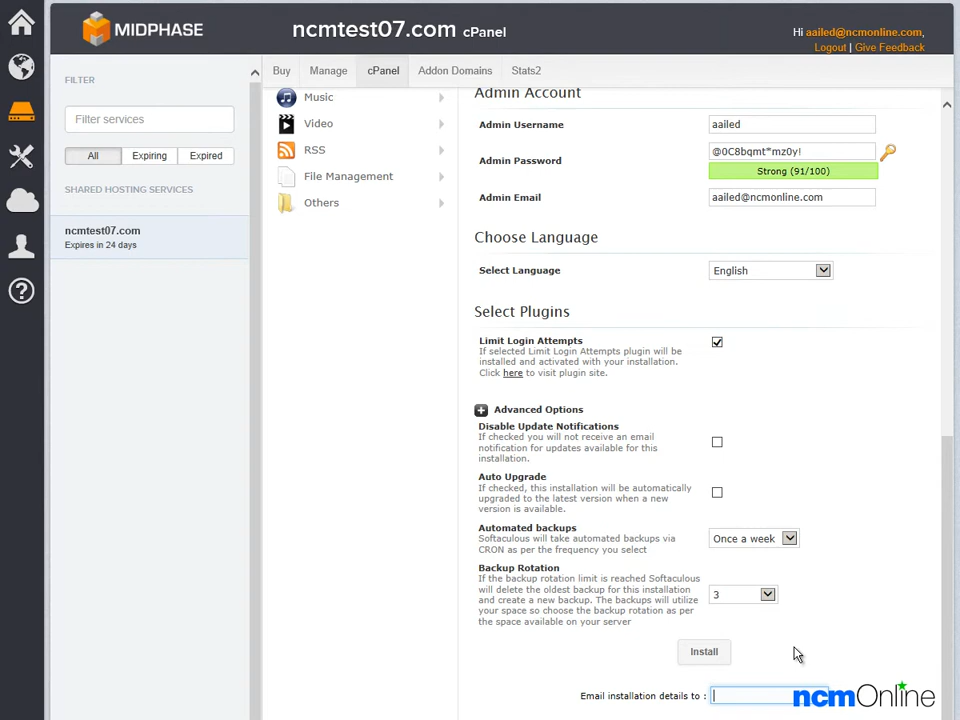 MIDPHASE
ncmtest07.com cPanel
Hi aailed@ncmonline.com,
Logout | Give Feedback
FILTER
Filter services
All Expiring Expired
SHARED HOSTING SERVICES
ncmtest07.com
Expires in 24 days
Buy Manage cPanel Addon Domains Stats2
Music
Video
RSS
File Management
Others
Admin Account
Admin Username aailed
Admin Password @0C8bqmt*mz0y!
Strong (91/100)
Admin Email aailed@ncmonline.com
Choose Language
Select Language English
Select Plugins
Limit Login Attempts
If selected Limit Login Attempts plugin will be
installed and activated with your installation.
Click here to visit plugin site.
Advanced Options
Disable Update Notifications
If checked you will not receive an email
notification for updates available for this
installation.
Auto Upgrade
If checked, this installation will be automatically
upgraded to the latest version when a new
version is available.
Automated backups
Softaculous will take automated backups via
CRON as per the frequency you select
Once a week
Backup Rotation
If the backup rotation limit is reached Softaculous
will delete the oldest backup for this installation
and create a new backup. The backups will utilize
your space so choose the backup rotation as per
the space available on your server
3
Install
Email installation details to :
ncmOnline